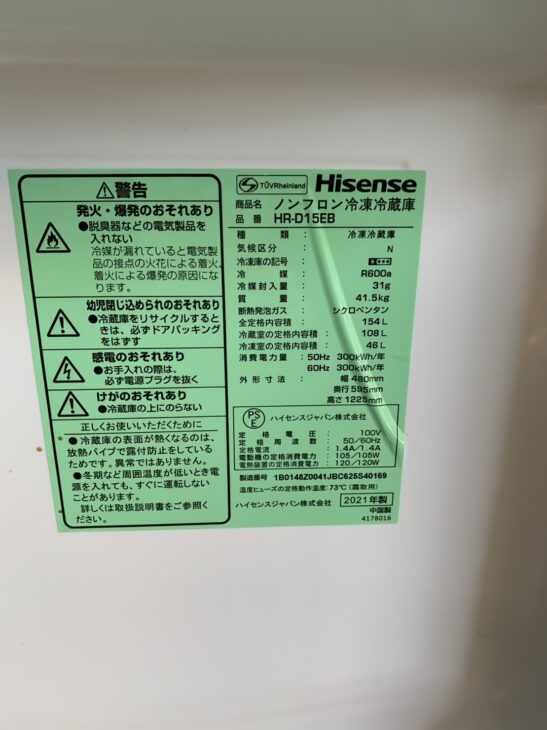 警告
発火・爆発のおそれあり
●脱臭器などの電気製品を
入れない
冷媒が漏れていると電気製
品の接点の火花による着火、
着火による爆発の原因にな
ります。
幼児閉じ込められのおそれあり
●冷蔵庫をリサイクルすると
きは、必ずドアパッキング
をはずす
感電のおそれあり
●お手入れの際は、
必ず電源プラグを抜く
けがのおそれあり
●冷蔵庫の上にのらない
正しくお使いいただくために
●冷蔵庫の表面が熱くなるのは、
放熱パイプで露付防止をしている
ためです。異常ではありません。
●冬期など周囲温度が低いとき電
源を入れても、すぐに運転しない
ことがあります。
詳しくは取扱説明書をご参照く
ださい。
TÜVRheinland Hisense
商品名 ノンフロン冷凍冷蔵庫
品番 HR-D15EB
種類：冷凍冷蔵庫
気候区分：N
冷凍庫の記号：
冷媒：R600a
冷媒封入量：31g
質量：41.5kg
断熱発泡ガス：シクロペンタン
全定格内容積：154L
冷蔵室の定格内容積：108L
冷凍室の定格内容積：46L
消費電力量：50Hz 300kWh/年
60Hz 300kWh/年
外形寸法：幅 480mm
奥行 595mm
高さ 1225mm
PSE ハイセンスジャパン株式会社
定格電圧：100V
定格周波数：50/60Hz
定格電流：1.4A/1.4A
電動機の定格消費電力：105/105W
電熱装置の定格消費電力：120/120W
製造番号 1B0148Z0041JBC625S40169
温度ヒューズの定格動作温度：73℃（霜取用）
ハイセンスジャパン株式会社 2021年製
中国製
4178016